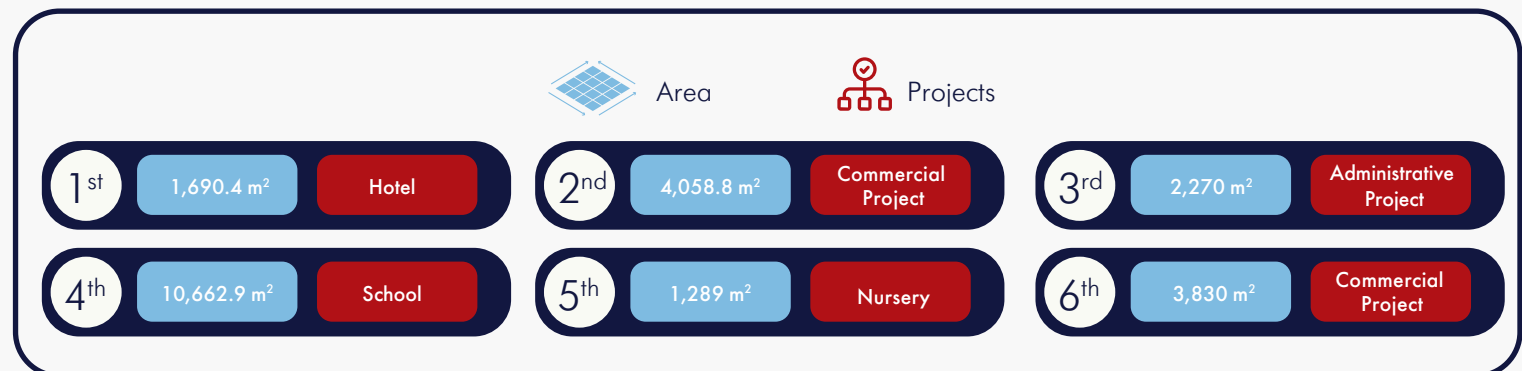 Area
Projects
1st
1,690.4 m²
Hotel
2nd
4,058.8 m²
Commercial
Project
3rd
2,270 m²
Administrative
Project
4th
10,662.9 m²
School
5th
1,289 m²
Nursery
6th
3,830 m²
Commercial
Project